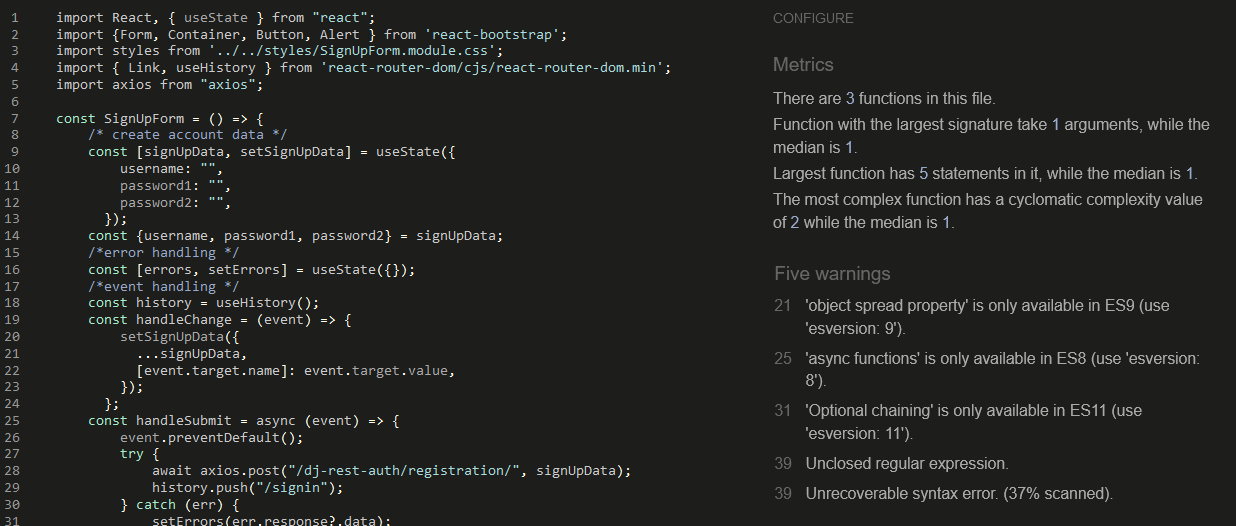 1 import React, { useState } from "react";
2 import {Form, Container, Button, Alert } from 'react-bootstrap';
3 import styles from '../../styles/SignUpForm.module.css';
4 import { Link, useHistory } from 'react-router-dom/cjs/react-router-dom.min';
5 import axios from "axios";
6
7 const SignUpForm = () => {
8 /* create account data */
9 const [signUpData, setSignUpData] = useState({
10 username: "",
11 password1: "",
12 password2: "",
13 });
14 const {username, password1, password2} = signUpData;
15 /*error handling */
16 const [errors, setErrors] = useState({});
17 /*event handling */
18 const history = useHistory();
19 const handleChange = (event) => {
20 setSignUpData({
21 ...signUpData,
22 [event.target.name]: event.target.value,
23 });
24 };
25 const handleSubmit = async (event) => {
26 event.preventDefault();
27 try {
28 await axios.post("/dj-rest-auth/registration/", signUpData);
29 history.push("/signin");
30 } catch (err) {
31 setErrors(err.response?.data);
CONFIGURE
Metrics
There are 3 functions in this file.
Function with the largest signature take 1 arguments, while the
median is 1.
Largest function has 5 statements in it, while the median is 1.
The most complex function has a cyclomatic complexity value
of 2 while the median is 1.
Five warnings
21 'object spread property' is only available in ES9 (use
'esversion: 9').
25 'async functions' is only available in ES8 (use 'esversion:
8').
31 'Optional chaining' is only available in ES11 (use
'esversion: 11').
39 Unclosed regular expression.
39 Unrecoverable syntax error. (37% scanned).